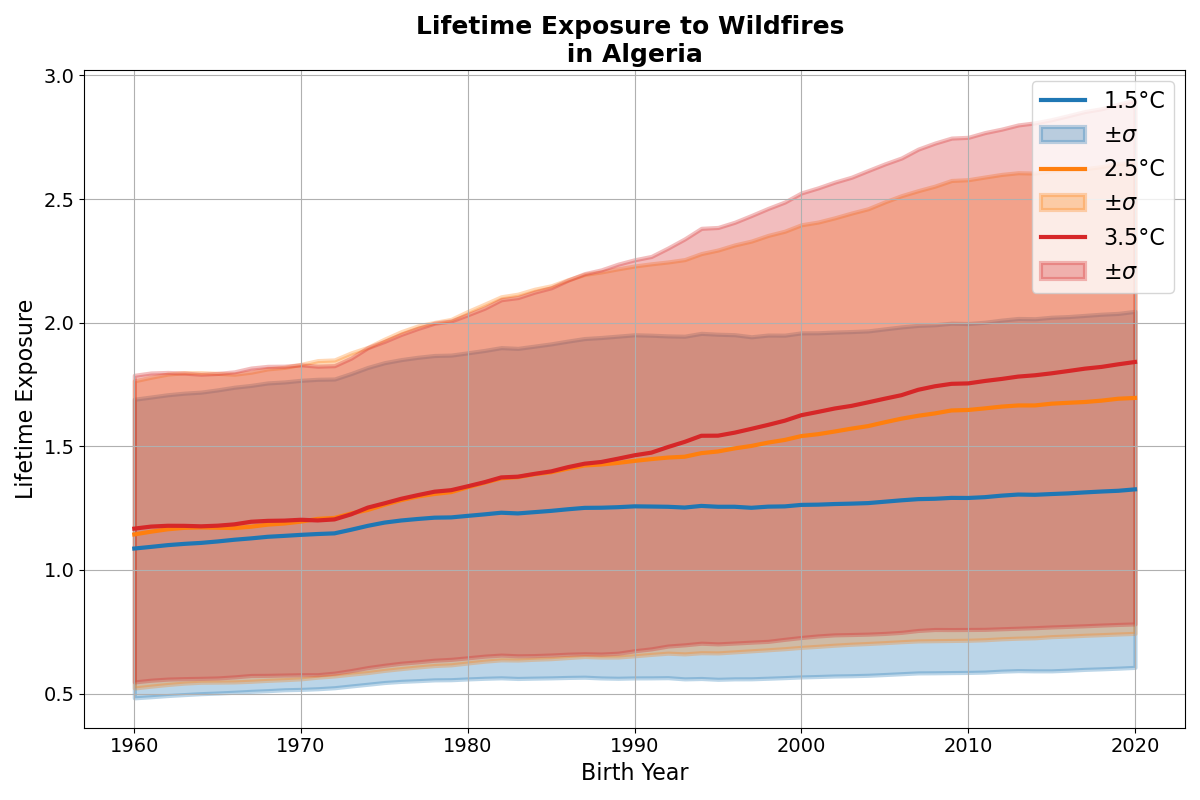 Lifetime Exposure to Wildfires
in Algeria
3.0
2.5
2.0
1.5
1.0
0.5
Lifetime Exposure
1960
1970
1980
1990
2000
2010
2020
Birth Year
1.5°C
±σ
2.5°C
±σ
3.5°C
±σ